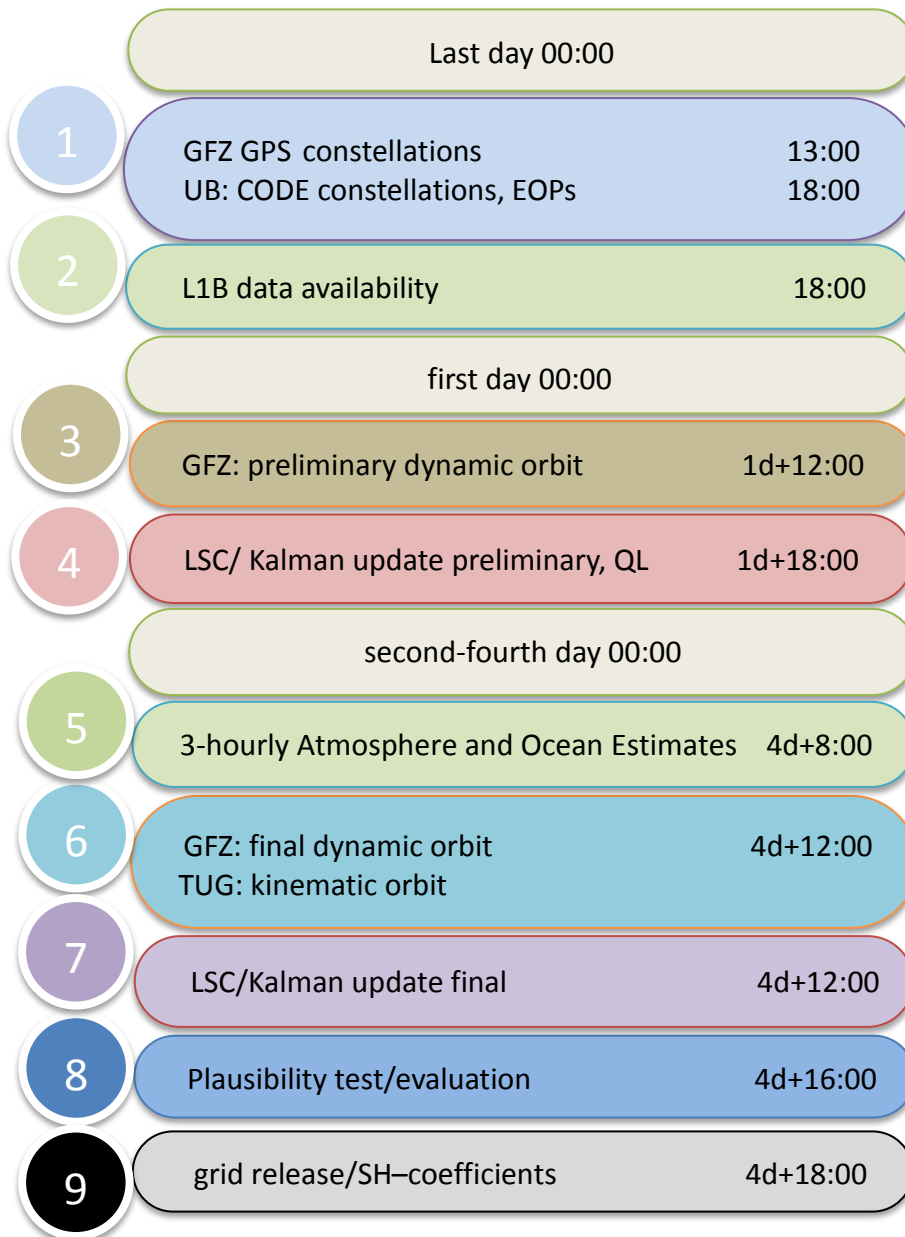 Last day 00:00
1
GFZ GPS constellations 13:00
UB: CODE constellations, EOPs 18:00
2
L1B data availability 18:00
first day 00:00
3
GFZ: preliminary dynamic orbit 1d+12:00
4
LSC/ Kalman update preliminary, QL 1d+18:00
second-fourth day 00:00
5
3-hourly Atmosphere and Ocean Estimates 4d+8:00
6
GFZ: final dynamic orbit 4d+12:00
TUG: kinematic orbit
7
LSC/Kalman update final 4d+12:00
8
Plausibility test/evaluation 4d+16:00
9
grid release/SH–coefficients 4d+18:00